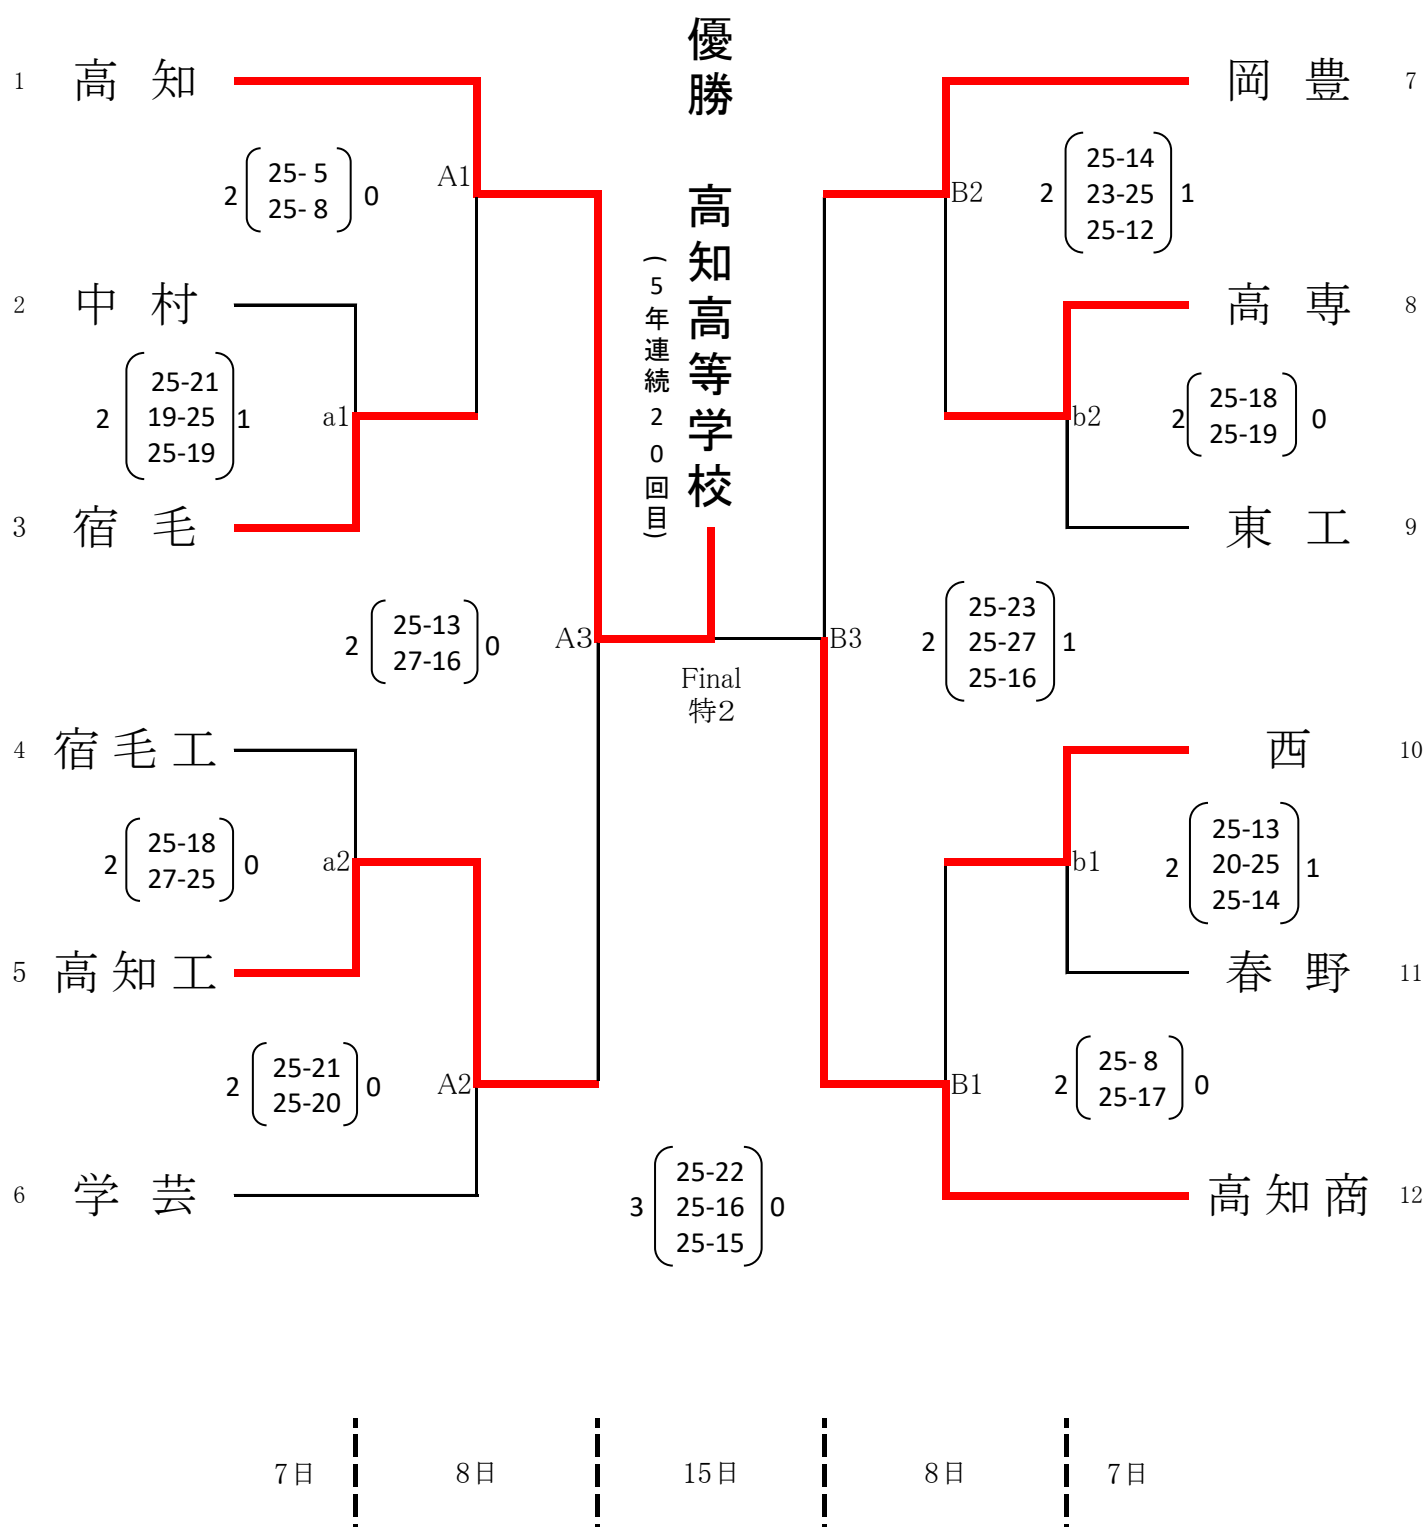 優勝 高知高等学校
(5年連続20回目)
1 高知
2 25-5 0
25-8
A1
2 中村
2 25-21 1
19-25
25-19
a1
3 宿毛
2 25-13 0
27-16
A3
4 宿毛工
2 25-18 0
27-25
a2
5 高知工
2 25-21 0
25-20
A2
6 学芸
Final
特2
3 25-22 0
25-16
25-15
岡豊 7
B2
2 25-14 1
23-25
25-12
高専 8
b2
2 25-18 0
25-19
東工 9
B3
2 25-23 1
25-27
25-16
西 10
b1
2 25-13 1
20-25
25-14
春野 11
B1
2 25-8 0
25-17
高知商 12
7日 8日 15日 8日 7日